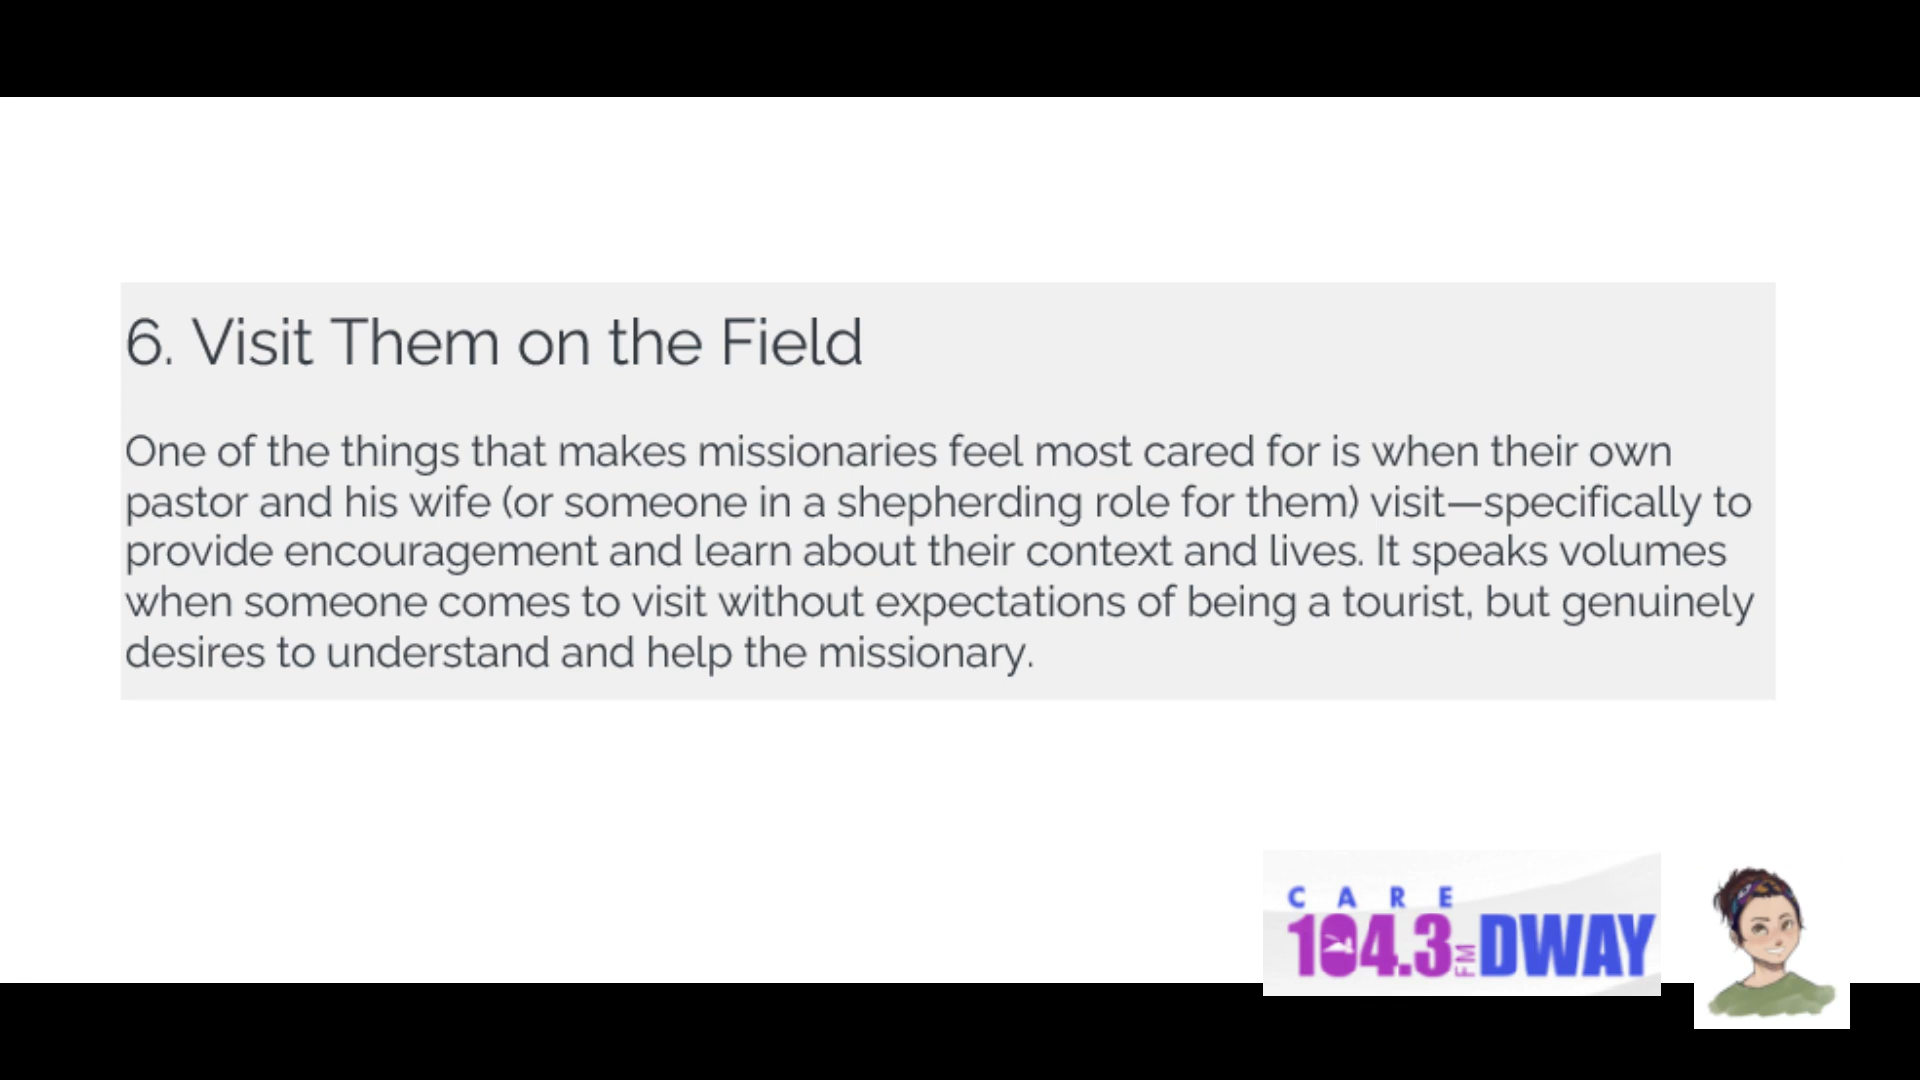 6. Visit Them on the Field
One of the things that makes missionaries feel most cared for is when their own
pastor and his wife (or someone in a shepherding role for them) visit—specifically to
provide encouragement and learn about their context and lives. It speaks volumes
when someone comes to visit without expectations of being a tourist, but genuinely
desires to understand and help the missionary.
CARE
104.3 FM DWAY